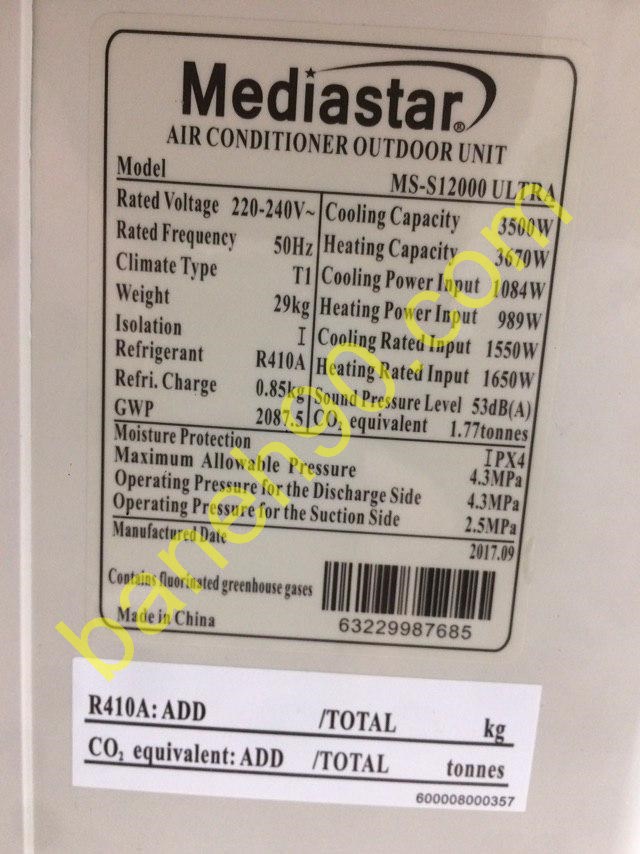 Mediastar®
AIR CONDITIONER OUTDOOR UNIT
Model MS-S12000 ULTRA
Rated Voltage 220-240V~ Cooling Capacity 3500W
Rated Frequency 50Hz Heating Capacity 3670W
Climate Type T1 Cooling Power Input 1084W
Weight 29kg Heating Power Input 989W
Isolation I Cooling Rated Input 1550W
Refrigerant R410A Heating Rated Input 1650W
Refri. Charge 0.85kg Sound Pressure Level 53dB(A)
GWP 2087.5 CO₂ equivalent 1.77tonnes
Moisture Protection IPX4
Maximum Allowable Pressure 4.3MPa
Operating Pressure for the Discharge Side 4.3MPa
Operating Pressure for the Suction Side 2.5MPa
Manufactured Date 2017.09
Contains fluorinated greenhouse gases
Made in China
63229987685
R410A: ADD /TOTAL kg
CO₂ equivalent: ADD /TOTAL tonnes
600008000357
baneh90.com